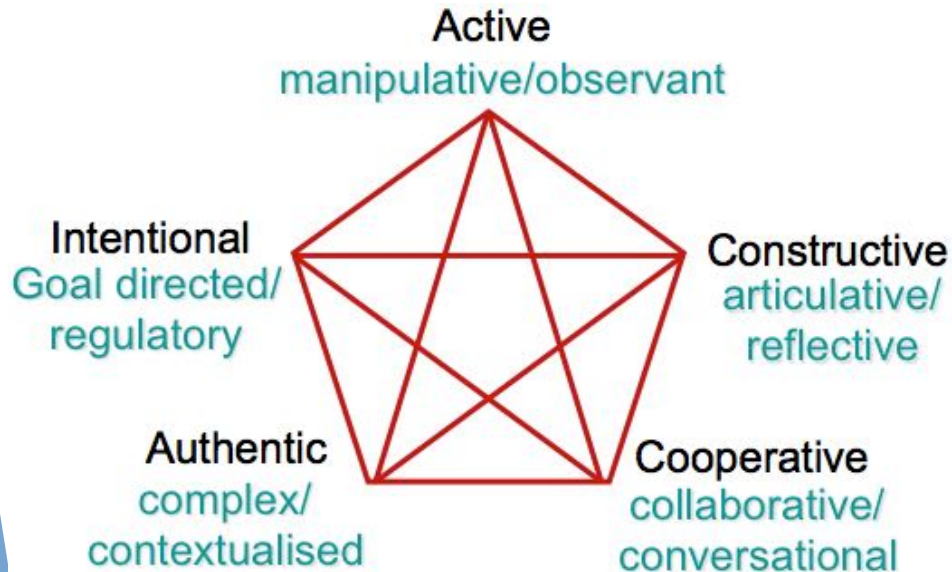 Active
manipulative/observant
Intentional
Goal directed/
regulatory
Constructive
articulative/
reflective
Authentic
complex/
contextualised
Cooperative
collaborative/
conversational